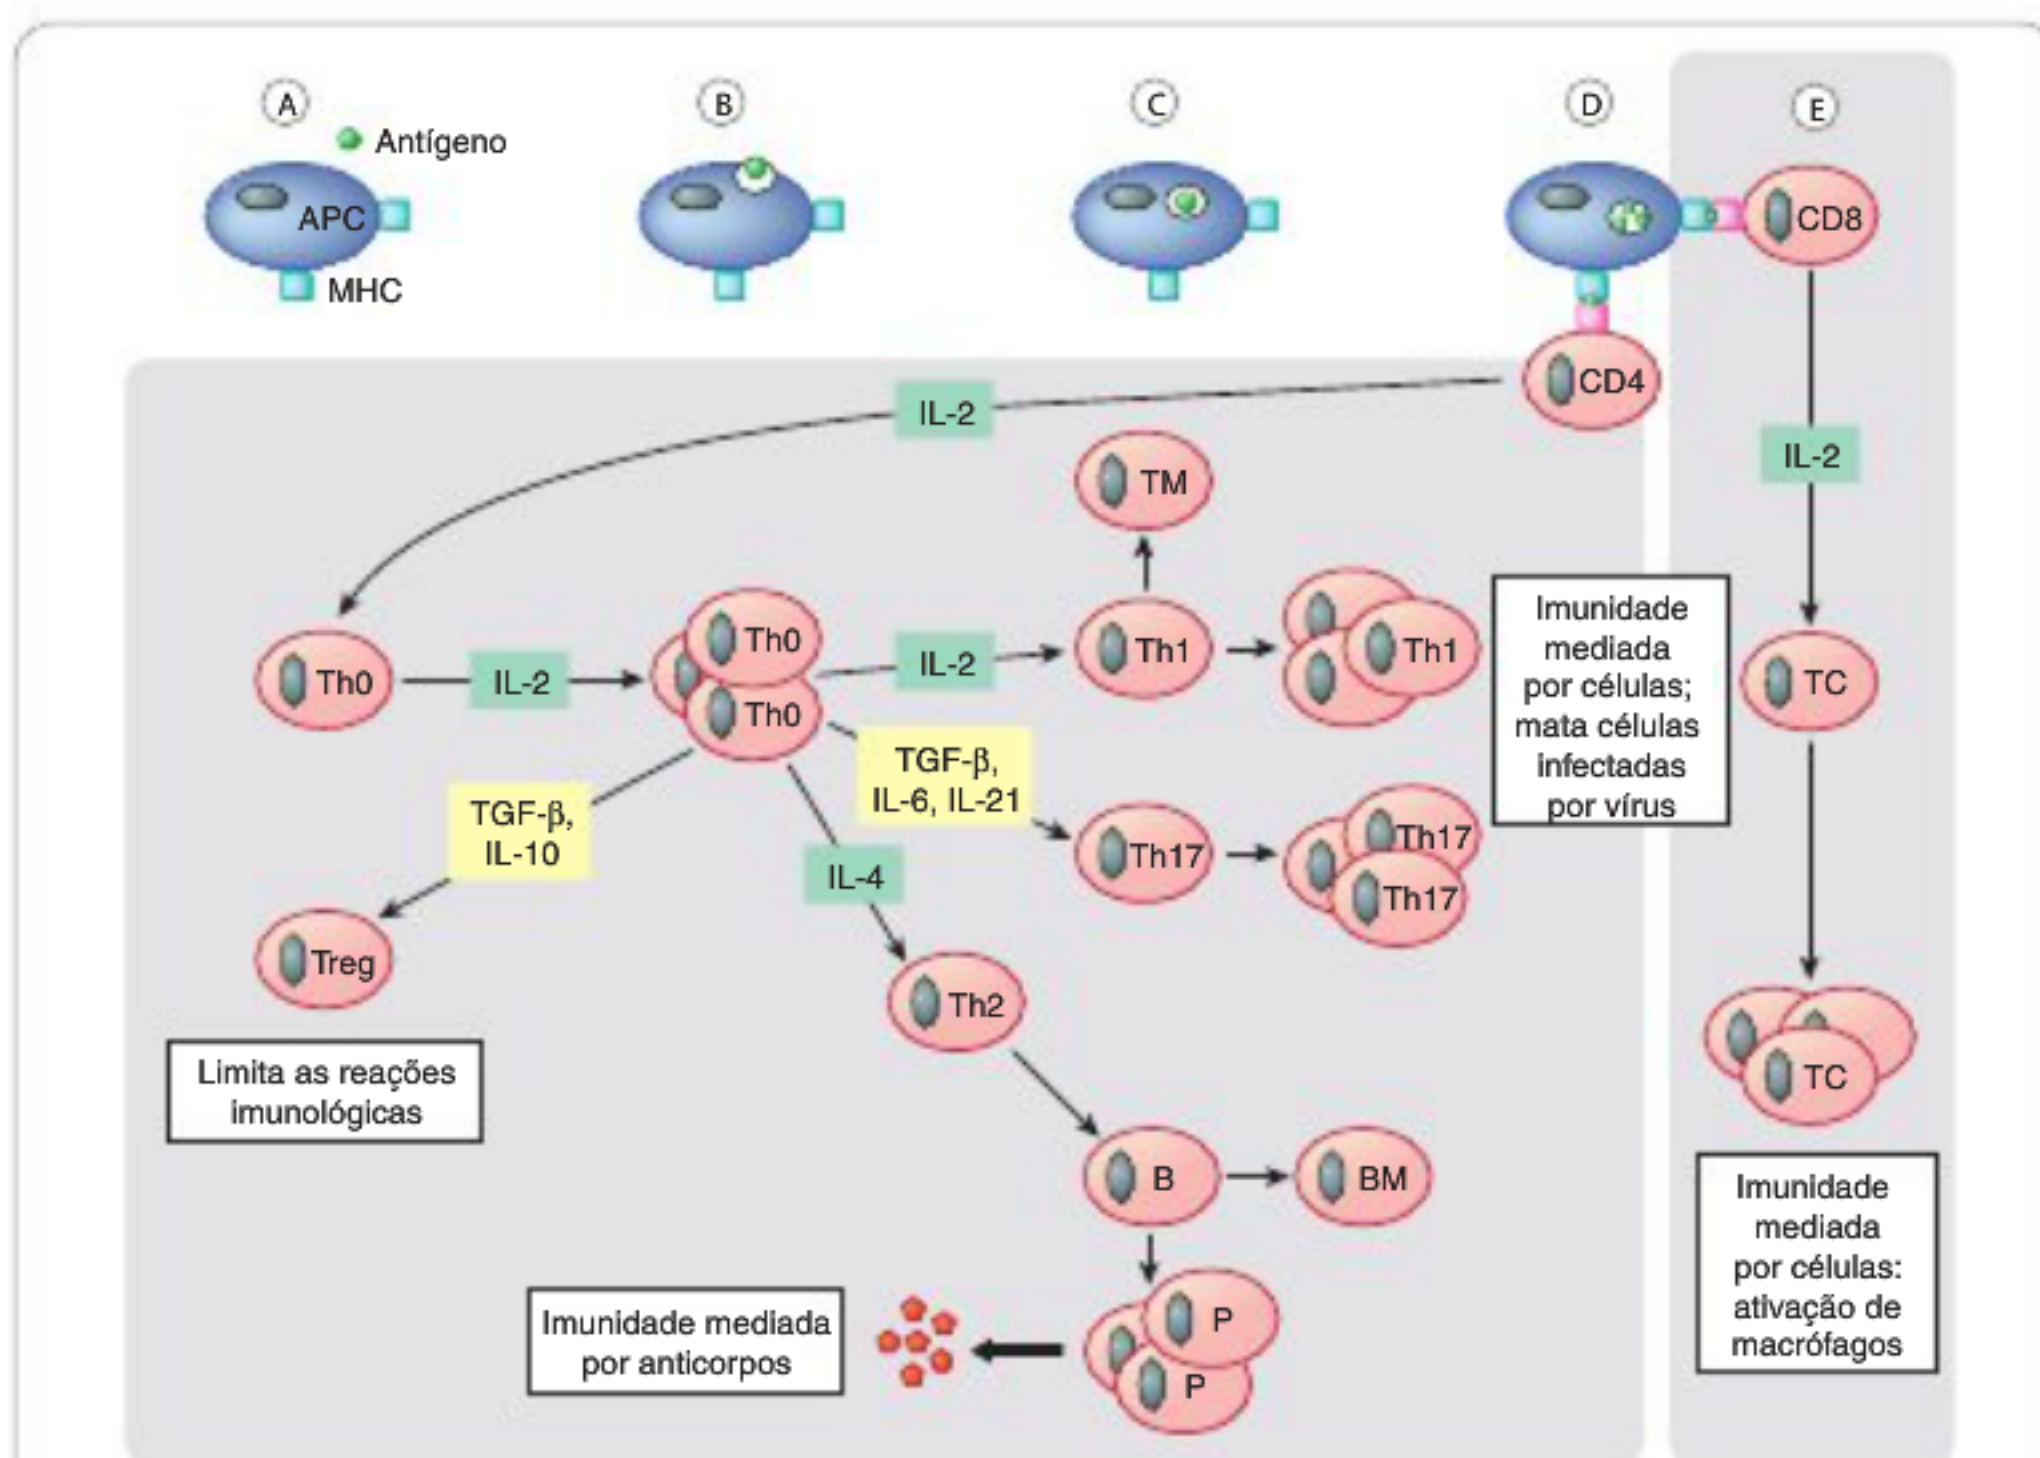 A
B
C
D
E
Antígeno
APC
MHC
CD8
CD4
IL-2
IL-2
TM
Th0
IL-2
Th0
Th0
IL-2
Th1
Th1
Imunidade
mediada
por células;
mata células
infectadas
por vírus
TC
TGF-β,
IL-10
TGF-β,
IL-6, IL-21
Th17
Th17
Th17
IL-4
Treg
Th2
Limita as reações
imunológicas
TC
B
BM
Imunidade
mediada
por células:
ativação de
macrófagos
Imunidade mediada
por anticorpos
P
P